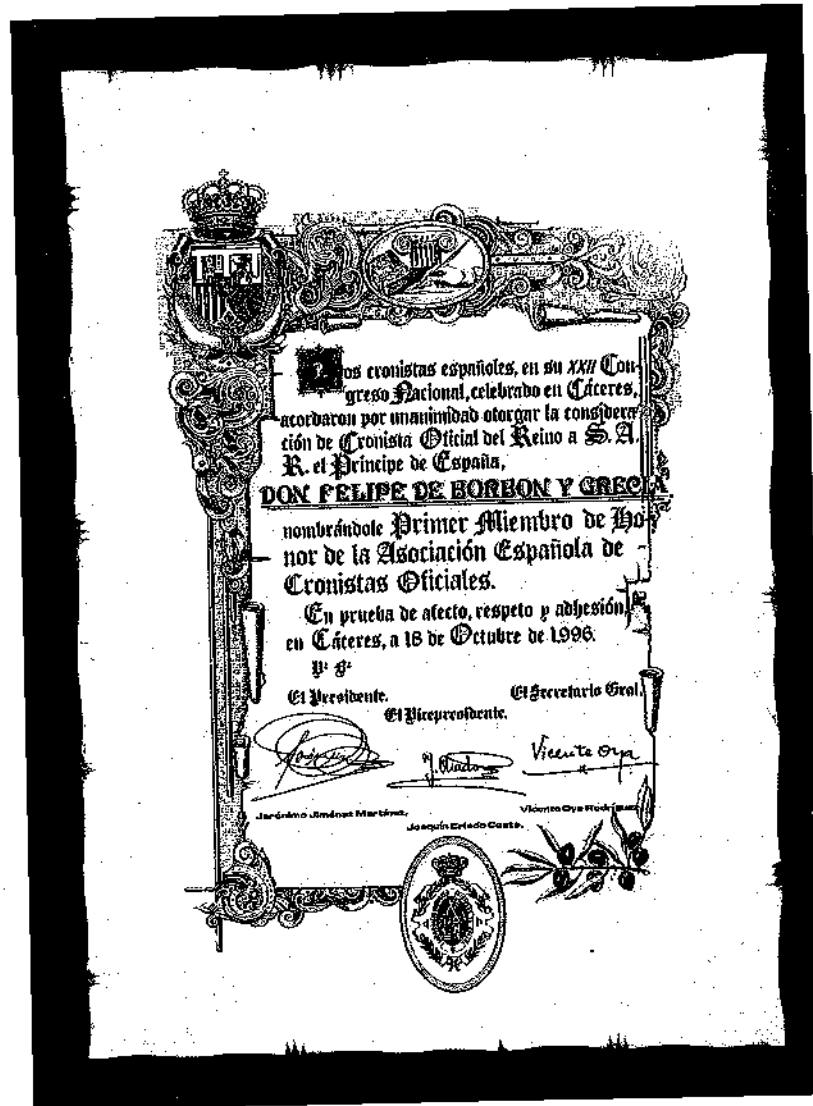 Los cronistas españoles, en su XXII Con-
greso Nacional, celebrado en Cáceres,
acordaron por unanimidad otorgar la considera-
ción de Cronista Oficial del Reino a S. A.
R. el Príncipe de España,
DON FELIPE DE BORBON Y GRECIA
nombrándole Primer Miembro de Ho-
nor de la Asociación Española de
Cronistas Oficiales.
En prueba de afecto, respeto y adhesión,
en Cáceres, a 18 de Octubre de 1.996.
El Presidente.
El Secretario Gral.
El Vicepresidente.
Vicente Oya
Jerónimo Jiménez Martínez,
Vicente Oya Rodríguez
Joaquín Criado Costa.